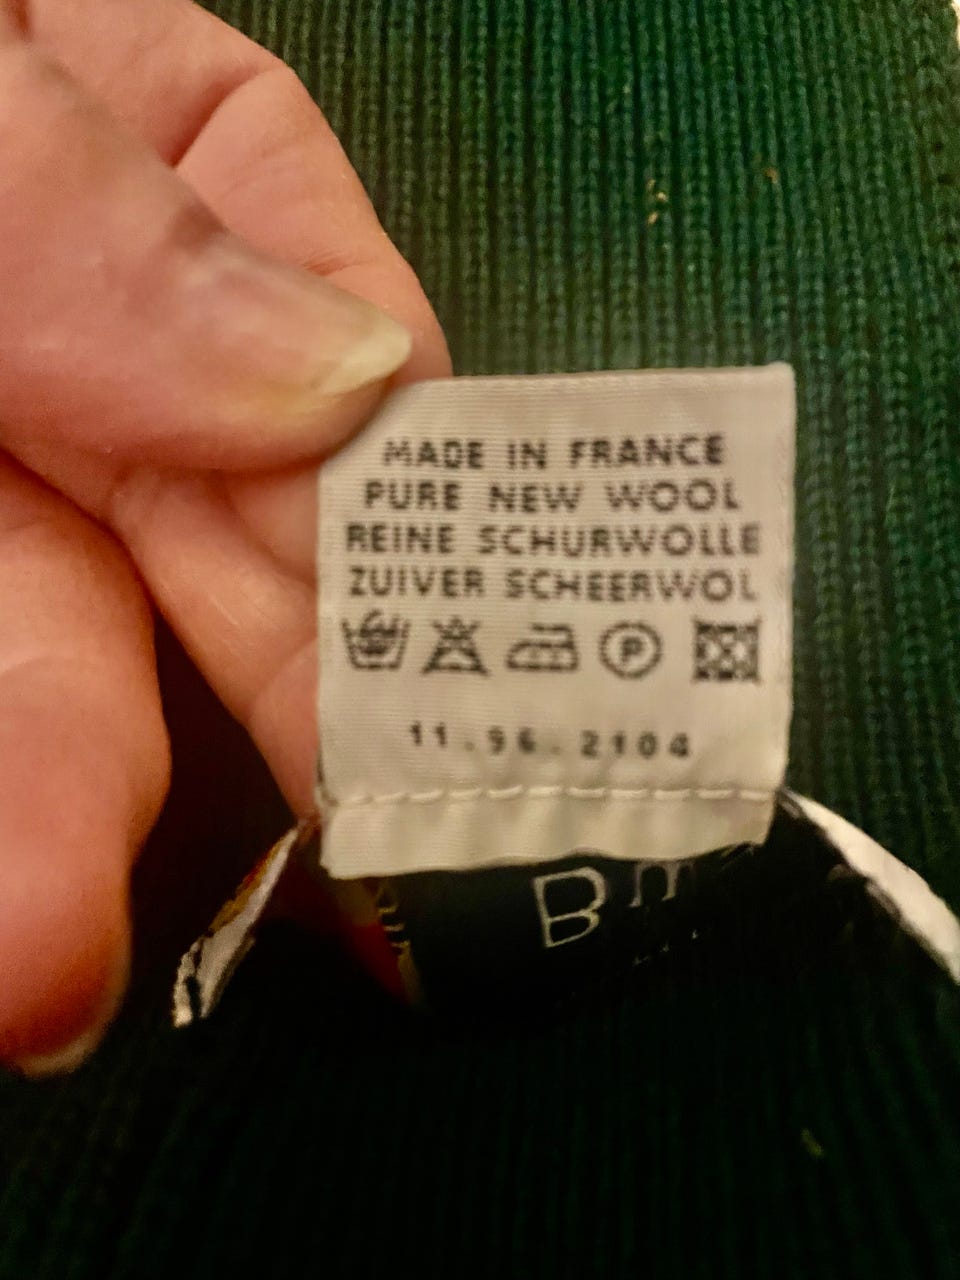 MADE IN FRANCE
PURE NEW WOOL
REINE SCHURWOLLE
ZUIVER SCHEERWOL
P
11.96.2104